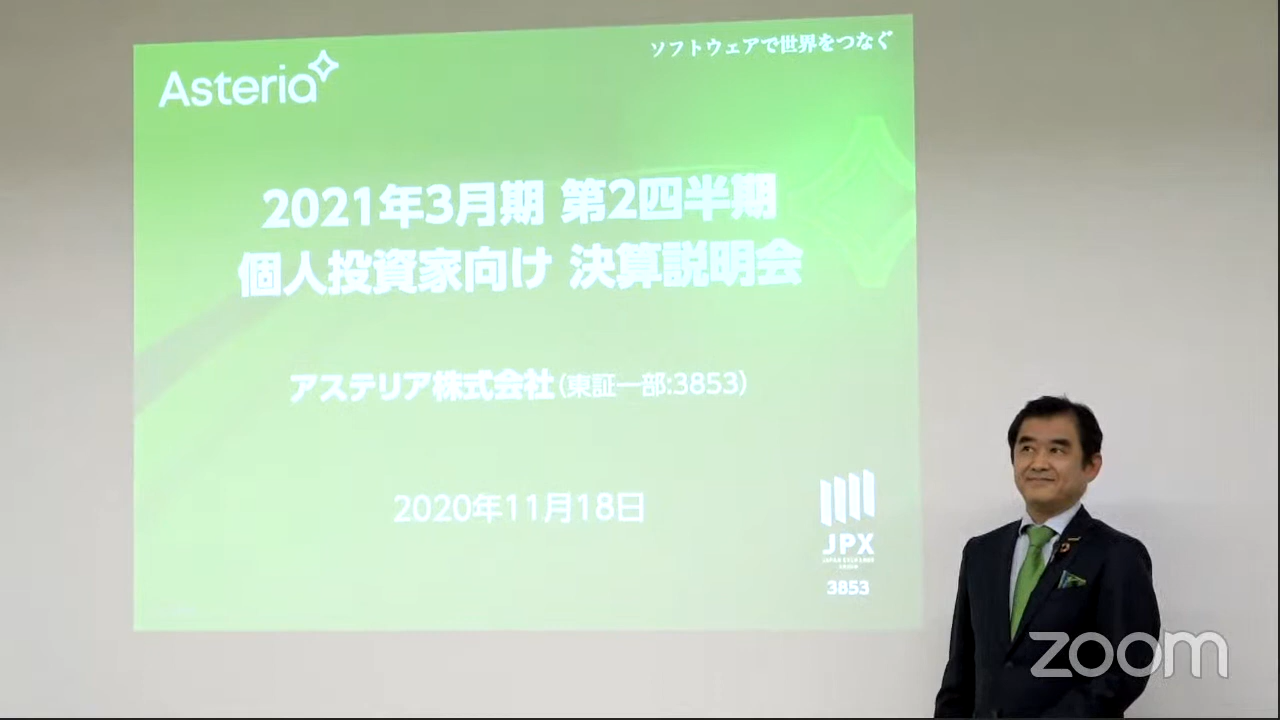 Asteria
ソフトウェアで世界をつなぐ
2021年3月期 第2四半期
個人投資家向け 決算説明会
アステリア株式会社(東証一部:3853)
2020年11月18日
JPX
3853
zoom